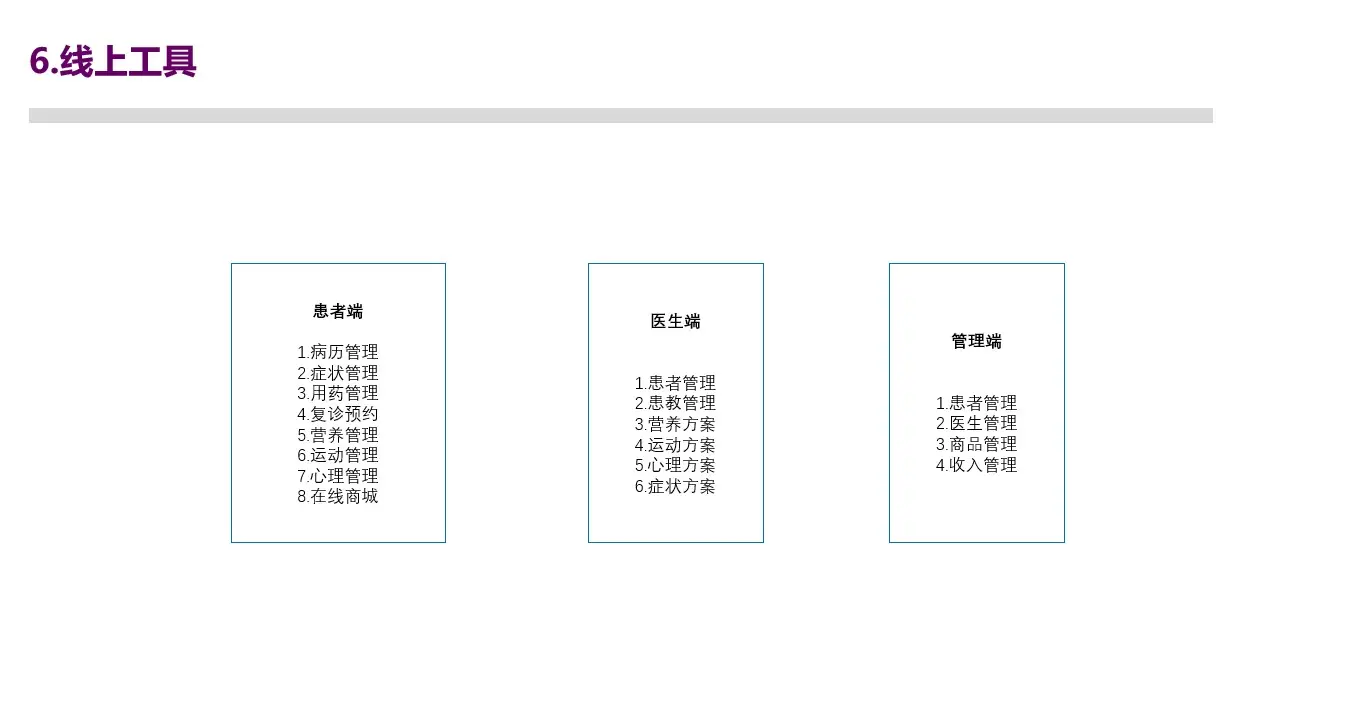 6.线上工具
患者端
1.病历管理
2.症状管理
3.用药管理
4.复诊预约
5.营养管理
6.运动管理
7.心理管理
8.在线商城
医生端
1.患者管理
2.患教管理
3.营养方案
4.运动方案
5.心理方案
6.症状方案
管理端
1.患者管理
2.医生管理
3.商品管理
4.收入管理